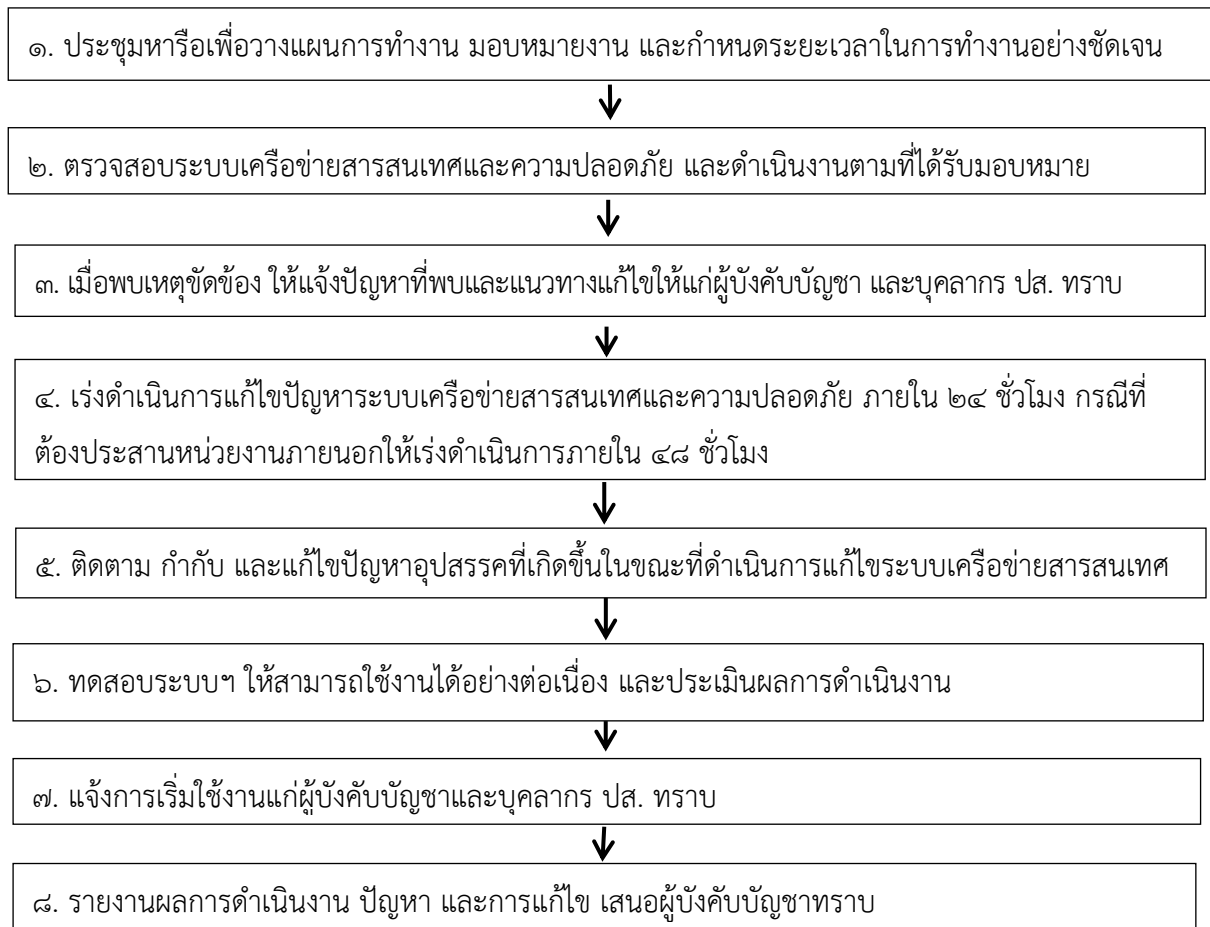 ๑. ประชุมหารือเพื่อวางแผนการทำงาน มอบหมายงาน และกำหนดระยะเวลาในการทำงานอย่างชัดเจน
๒. ตรวจสอบระบบเครือข่ายสารสนเทศและความปลอดภัย และดำเนินงานตามที่ได้รับมอบหมาย
๓. เมื่อพบเหตุขัดข้อง ให้แจ้งปัญหาที่พบและแนวทางแก้ไขให้แก่ผู้บังคับบัญชา และบุคลากร ปส. ทราบ
๔. เร่งดำเนินการแก้ไขปัญหาระบบเครือข่ายสารสนเทศและความปลอดภัย ภายใน ๒๔ ชั่วโมง กรณีที่
ต้องประสานหน่วยงานภายนอกให้เร่งดำเนินการภายใน ๔๘ ชั่วโมง
๕. ติดตาม กำกับ และแก้ไขปัญหาอุปสรรคที่เกิดขึ้นในขณะที่ดำเนินการแก้ไขระบบเครือข่ายสารสนเทศ
๖. ทดสอบระบบฯ ให้สามารถใช้งานได้อย่างต่อเนื่อง และประเมินผลการดำเนินงาน
๗. แจ้งการเริ่มใช้งานแก่ผู้บังคับบัญชาและบุคลากร ปส. ทราบ
๘. รายงานผลการดำเนินงาน ปัญหา และการแก้ไข เสนอผู้บังคับบัญชาทราบ